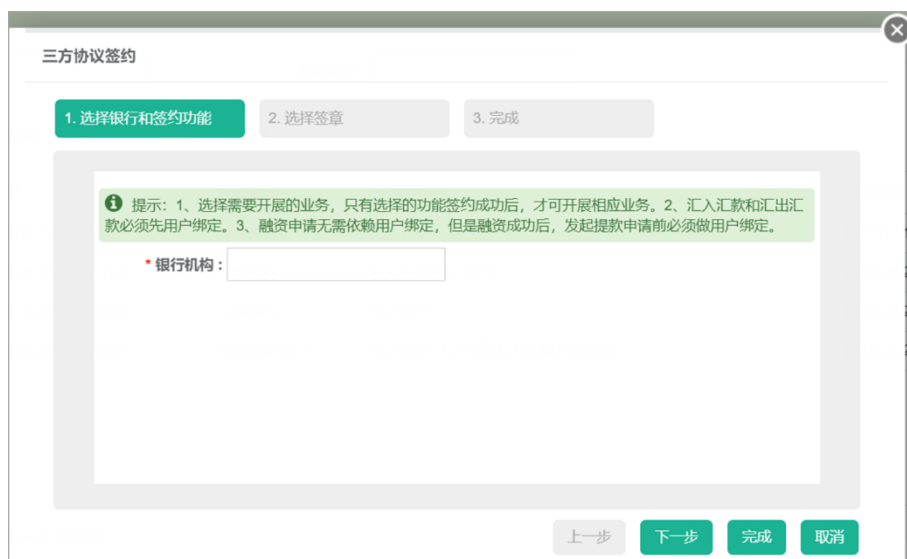 三方协议签约
1. 选择银行和签约功能
2. 选择签章
3. 完成
提示：1、选择需要开展的业务，只有选择的功能签约成功后，才可开展相应业务。2、汇入汇款和汇出汇
款必须先用户绑定。3、融资申请无需依赖用户绑定，但是融资成功后，发起提款申请前必须做用户绑定。
* 银行机构：
上一步
下一步
完成
取消